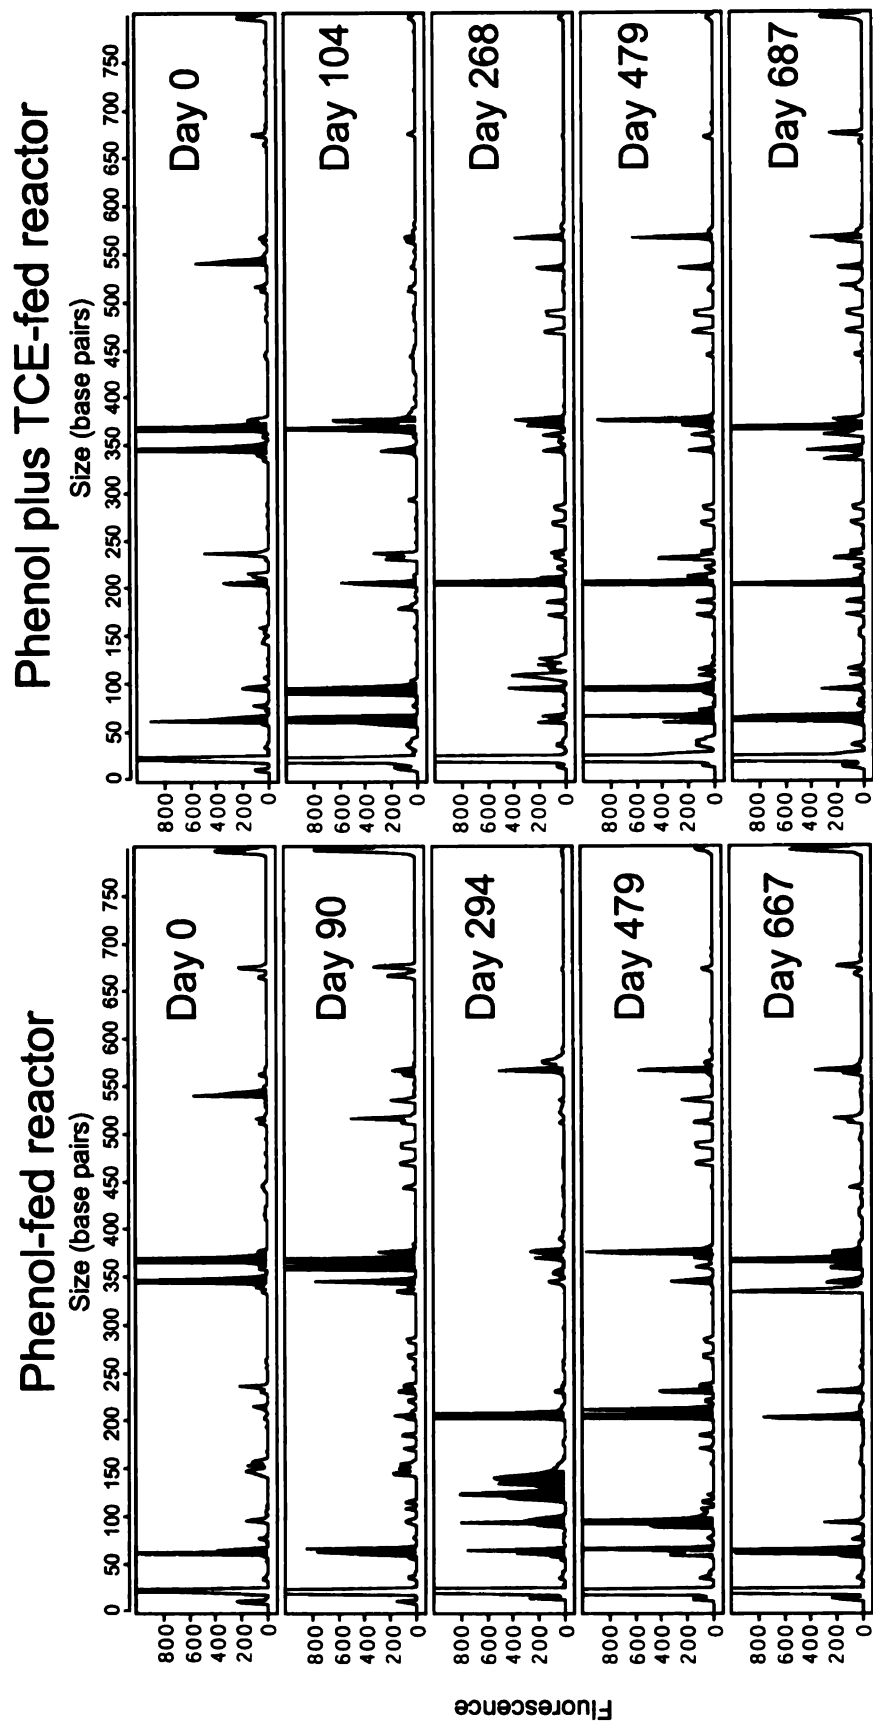 Phenol-fed reactor
Size (base pairs)
0 50 100 150 200 250 300 350 400 450 500 550 600 650 700 750
Fluorescence
800
600
400
200
0
Day 0
800
600
400
200
0
Day 90
800
600
400
200
0
Day 294
800
600
400
200
0
Day 479
800
600
400
200
0
Day 667
Phenol plus TCE-fed reactor
Size (base pairs)
0 50 100 150 200 250 300 350 400 450 500 550 600 650 700 750
800
600
400
200
0
Day 0
800
600
400
200
0
Day 104
800
600
400
200
0
Day 268
800
600
400
200
0
Day 479
800
600
400
200
0
Day 687